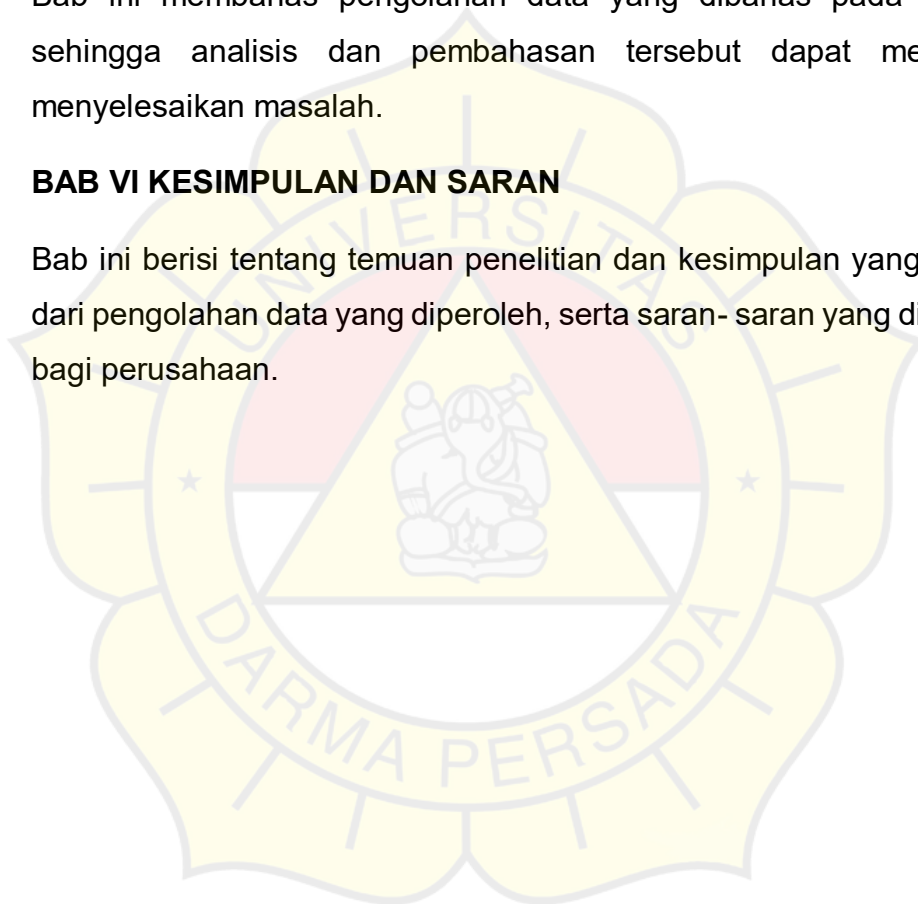 Bab ini membahas pengolahan data yang dibahas pada
sehingga analisis dan pembahasan tersebut dapat
menyelesaikan masalah.
BAB VI KESIMPULAN DAN SARAN
Bab ini berisi tentang temuan penelitian dan kesimpulan yang
dari pengolahan data yang diperoleh, serta saran- saran yang
bagi perusahaan.
UNIVERSITAS
DARMA PERSADA